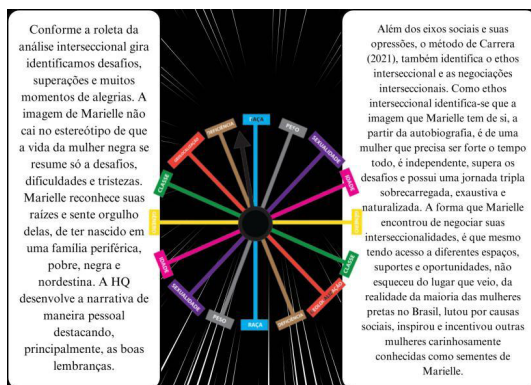 Conforme a roleta da
análise interseccional gira
identificamos desafios,
superações e muitos
momentos de alegrias. A
imagem de Marielle não
cai no estereótipo de que
a vida da mulher negra se
resume só a desafios,
dificuldades e tristezas.
Marielle reconhece suas
raízes e sente orgulho
delas, de ter nascido em
uma família periférica,
pobre, negra e
nordestina. A HQ
desenvolve a narrativa de
maneira pessoal
destacando,
principalmente, as boas
lembranças.
RAÇA
PETO
SEXUALIDADE
IDADE
CLASSE
DEFICIÊNCIA
RAÇA
PESO
SEXUALIDADE
IDADE
CLASSE
Além dos eixos sociais e suas
opressões, o método de Carrera
(2021), também identifica o ethos
interseccional e as negociações
interseccionais. Como ethos
interseccional identifica-se que a
imagem que Marielle tem de si, a
partir da autobiografia, é de uma
mulher que precisa ser forte o tempo
todo, é independente, supera os
desafios e possui uma jornada tripla
sobrecarregada, exaustiva e
naturalizada. A forma que Marielle
encontrou de negociar suas
interseccionalidades, é que mesmo
tendo acesso a diferentes espaços,
suportes e oportunidades, não
esqueceu do lugar que veio, da
realidade da maioria das mulheres
pretas no Brasil, lutou por causas
sociais, inspirou e incentivou outras
mulheres carinhosamente
conhecidas como sementes de
Marielle.